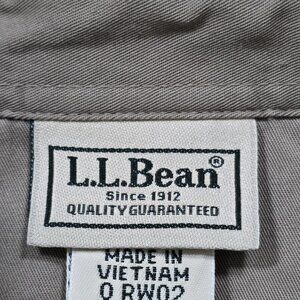 L.L.Bean®
Since 1912
QUALITY GUARANTEED
MADE IN
VIETNAM
0 RW02